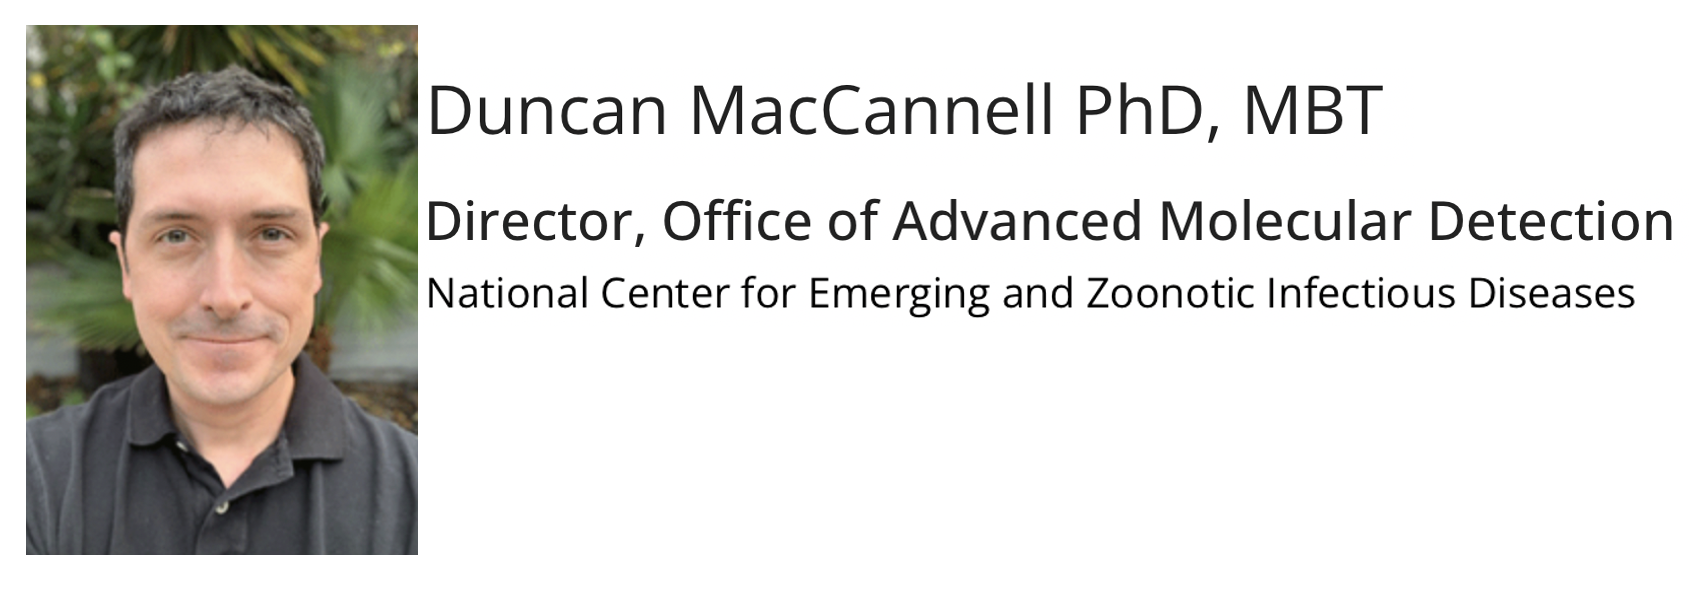 Duncan MacCannell PhD, MBT
Director, Office of Advanced Molecular Detection
National Center for Emerging and Zoonotic Infectious Diseases